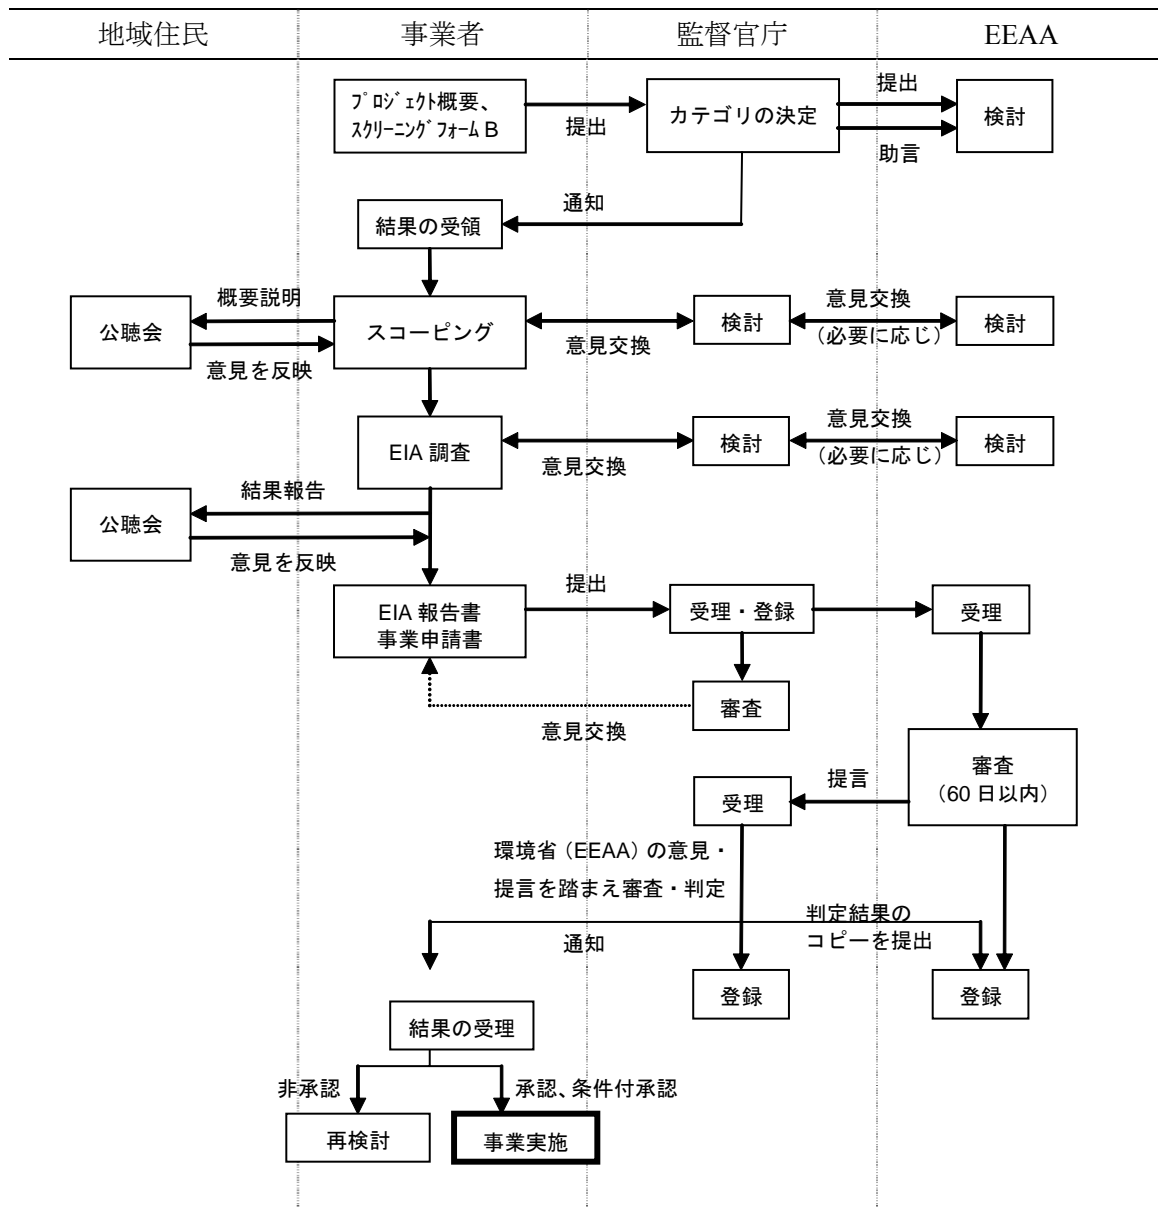 地域住民
事業者
監督官庁
EEAA
ﾌﾟﾛｼﾞｪｸﾄ概要、
ｽｸﾘｰﾆﾝｸﾞﾌｫｰﾑ B
提出
カテゴリの決定
提出
助言
検討
通知
結果の受領
公聴会
概要説明
意見を反映
スコーピング
意見交換
検討
意見交換
（必要に応じ）
検討
EIA 調査
意見交換
検討
意見交換
（必要に応じ）
検討
公聴会
結果報告
意見を反映
EIA 報告書
事業申請書
提出
受理・登録
受理
審査
意見交換
審査
（60 日以内）
提言
受理
環境省（EEAA）の意見・
提言を踏まえ審査・判定
通知
判定結果の
コピーを提出
登録
登録
結果の受理
非承認
承認、条件付承認
再検討
事業実施